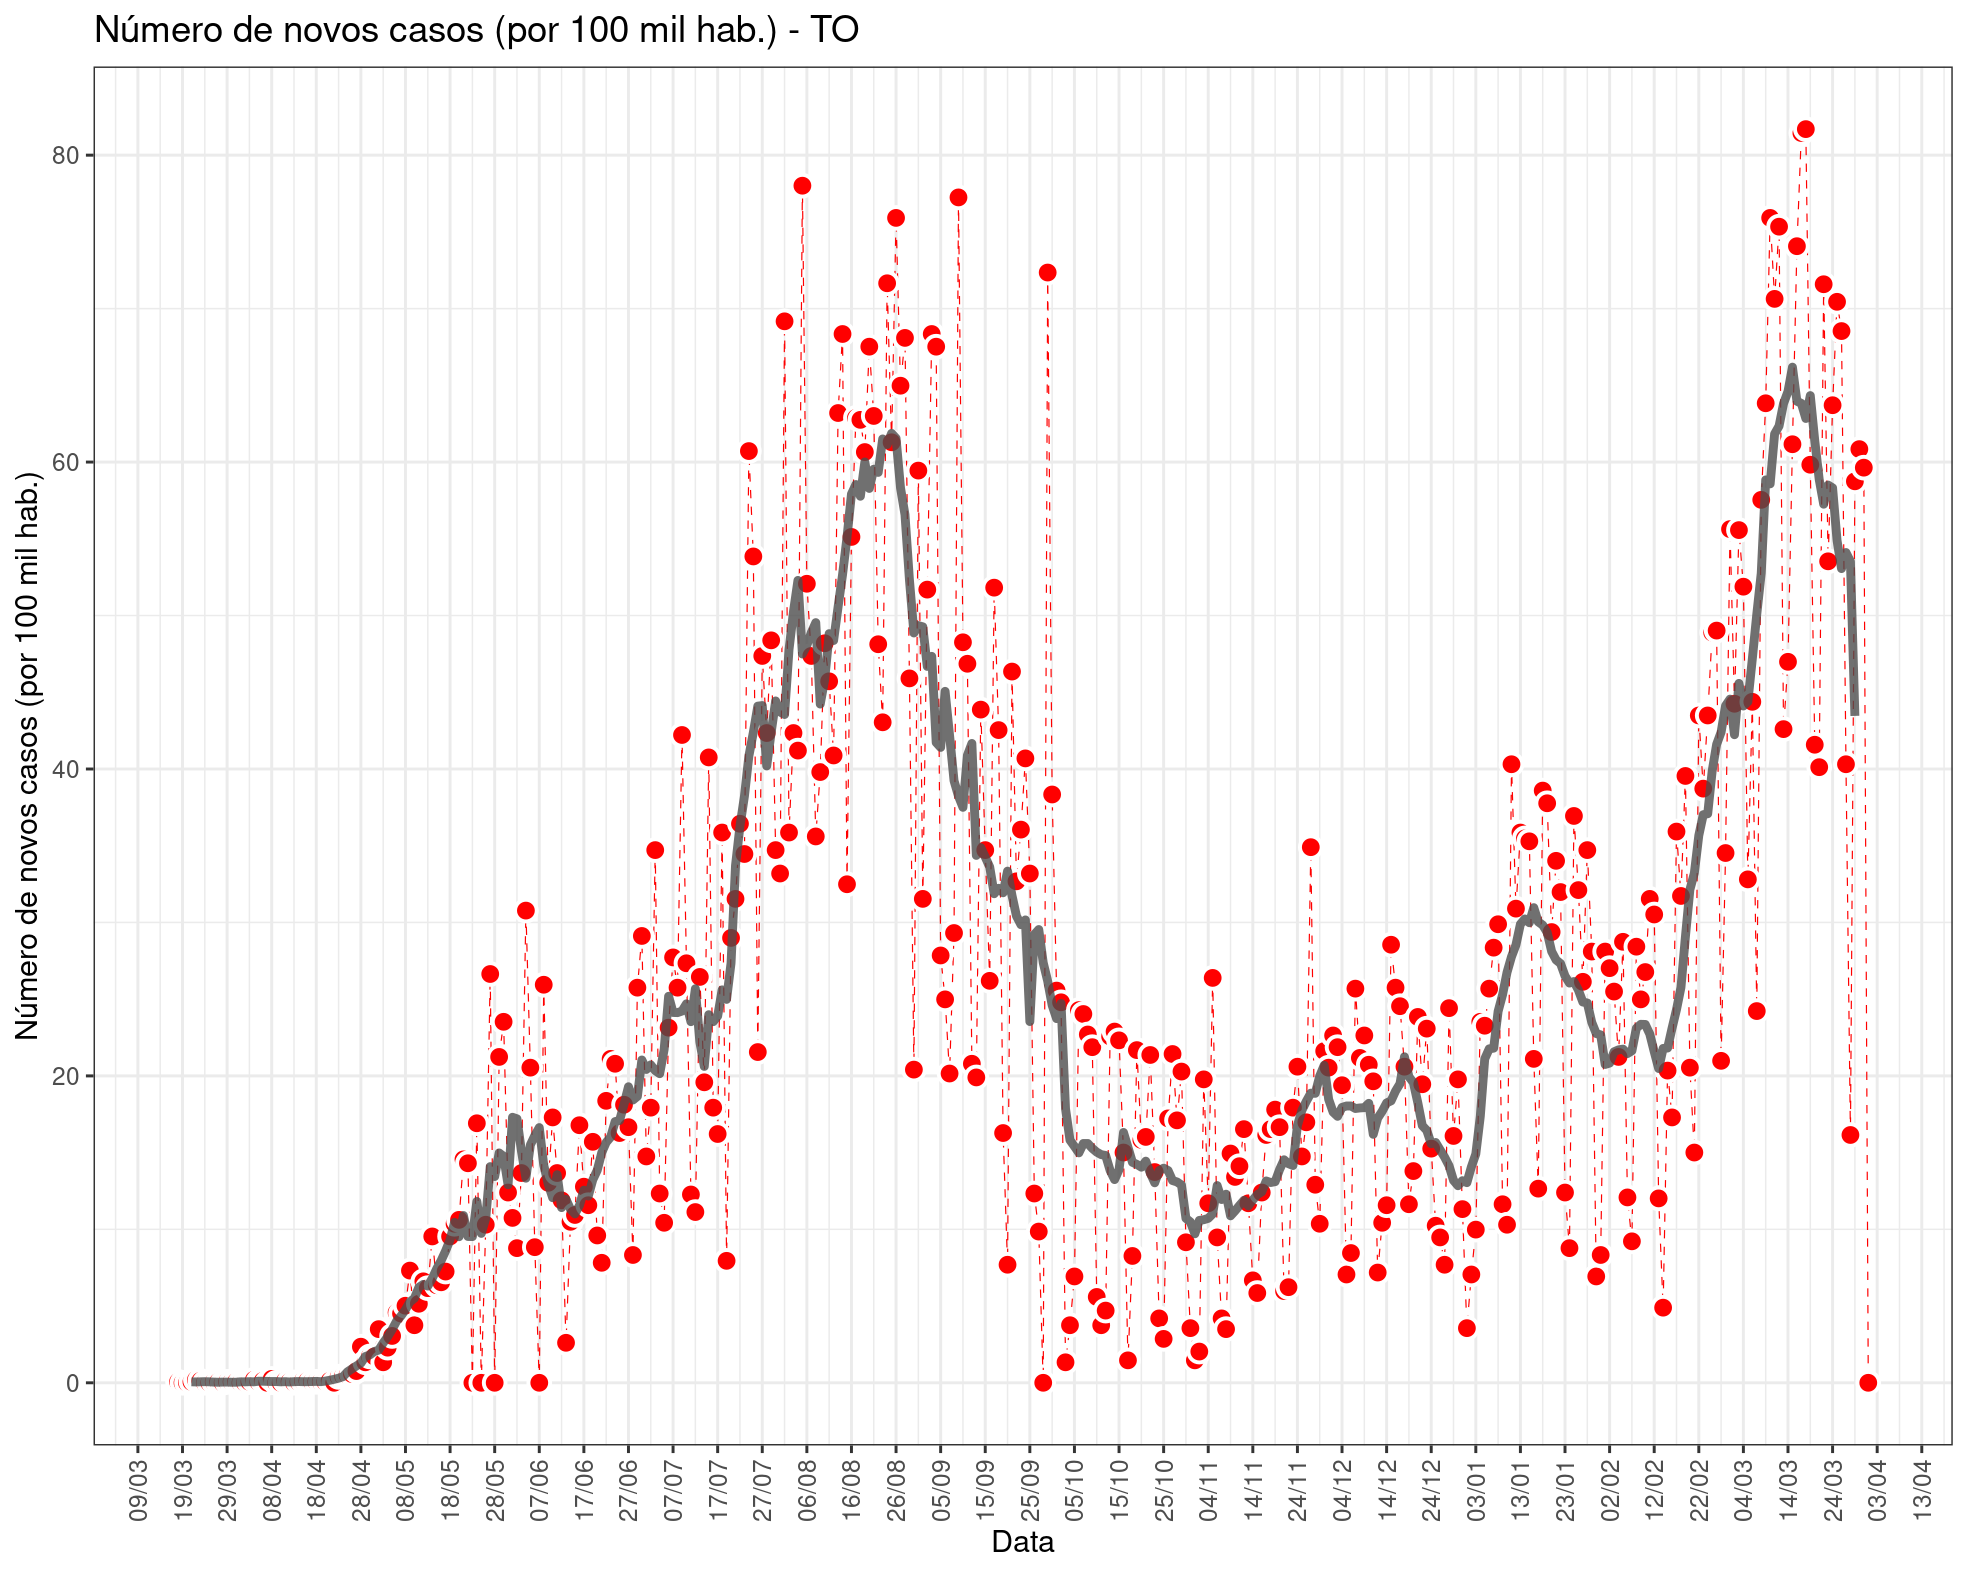 Número de novos casos (por 100 mil hab.) - TO
Número de novos casos (por 100 mil hab.)
80
60
40
20
0
09/03 19/03 29/03 08/04 18/04 28/04 08/05 18/05 28/05 07/06 17/06 27/06 07/07 17/07 27/07 06/08 16/08 26/08 05/09 15/09 25/09 05/10 15/10 25/10 04/11 14/11 24/11 04/12 14/12 24/12 03/01 13/01 23/01 02/02 12/02 22/02 04/03 14/03 24/03 03/04 13/04
Data